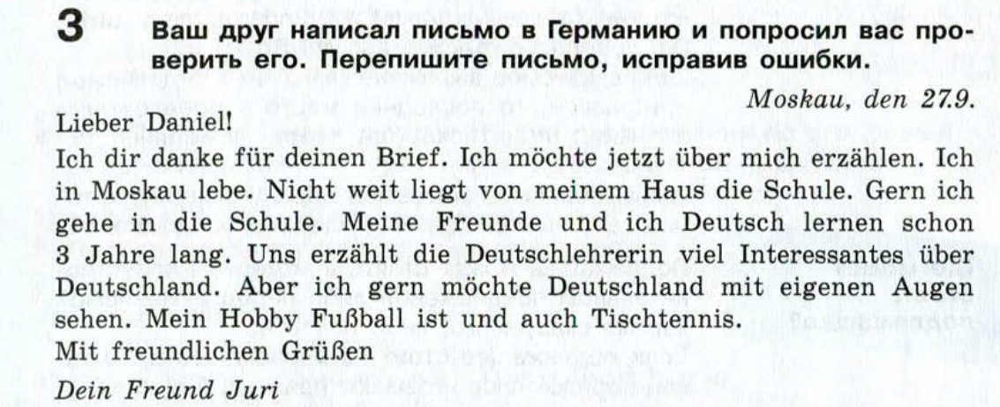 3 Ваш друг написал письмо в Германию и попросил вас про-
верить его. Перепишите письмо, исправив ошибки.
Moskau, den 27.9.
Lieber Daniel!
Ich dir danke für deinen Brief. Ich möchte jetzt über mich erzählen. Ich
in Moskau lebe. Nicht weit liegt von meinem Haus die Schule. Gern ich
gehe in die Schule. Meine Freunde und ich Deutsch lernen schon
3 Jahre lang. Uns erzählt die Deutschlehrerin viel Interessantes über
Deutschland. Aber ich gern möchte Deutschland mit eigenen Augen
sehen. Mein Hobby Fußball ist und auch Tischtennis.
Mit freundlichen Grüßen
Dein Freund Juri